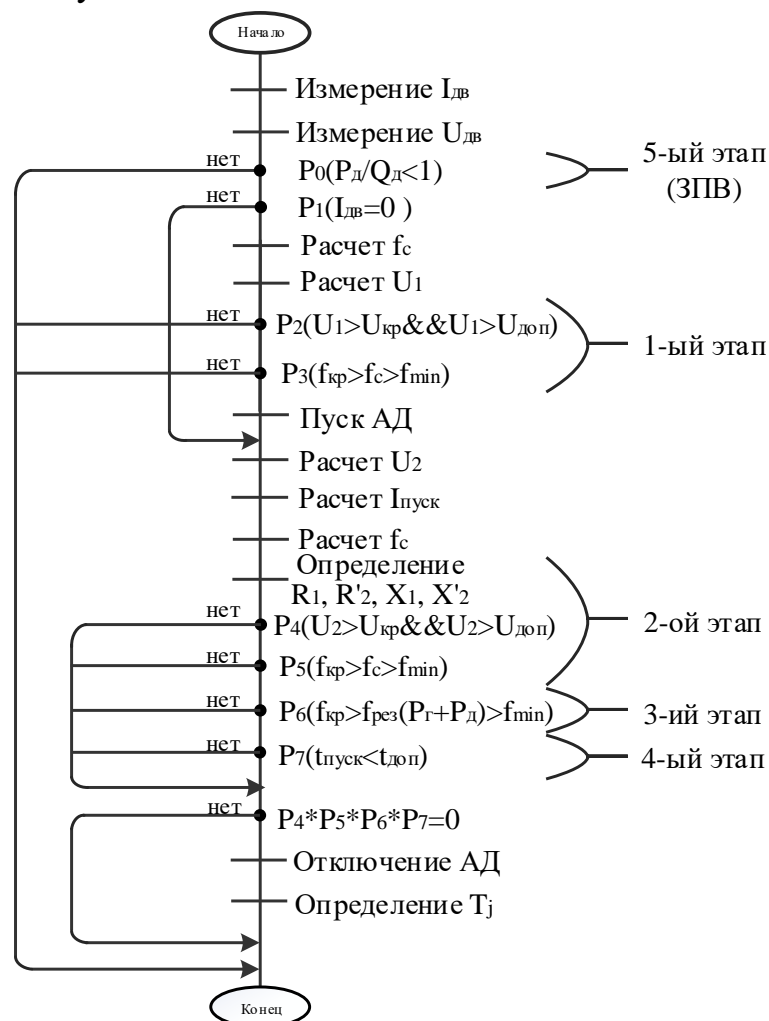 Начало
Измерение Iдв
Измерение Uдв
нет
P0(Pд/Qд<1)
5-ый этап
(ЗПВ)
нет
P1(Iдв=0 )
Расчет fс
Расчет U1
нет
P2(U1>Uкр&&U1>Uдоп)
1-ый этап
нет
P3(fкр>fс>fmin)
Пуск АД
Расчет U2
Расчет Iпуск
Расчет fс
Определение
R1, R'2, X1, X'2
нет
P4(U2>Uкр&&U2>Uдоп)
2-ой этап
нет
P5(fкр>fс>fmin)
нет
P6(fкр>fрез(Pг+Pд)>fmin)
3-ий этап
нет
P7(tпуск<tдоп)
4-ый этап
нет
P4*P5*P6*P7=0
Отключение АД
Определение Tj
Конец